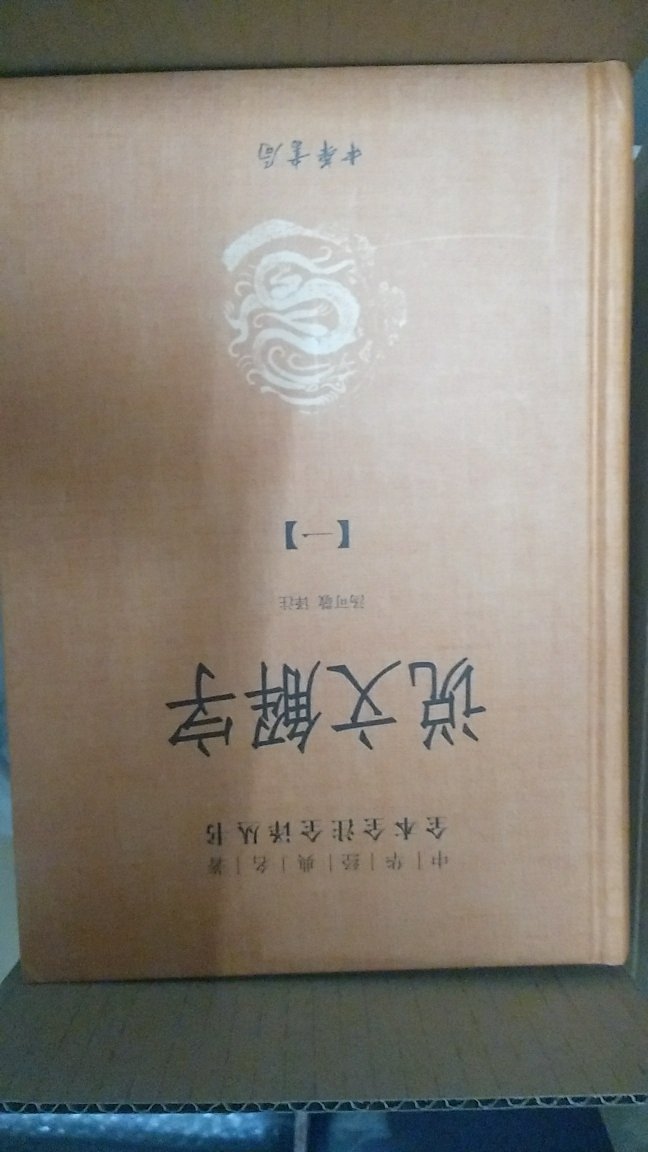 中|华|经|典|名|著
全本全注全译丛书
说文解字
汤可敬 译注
【一】
中华书局